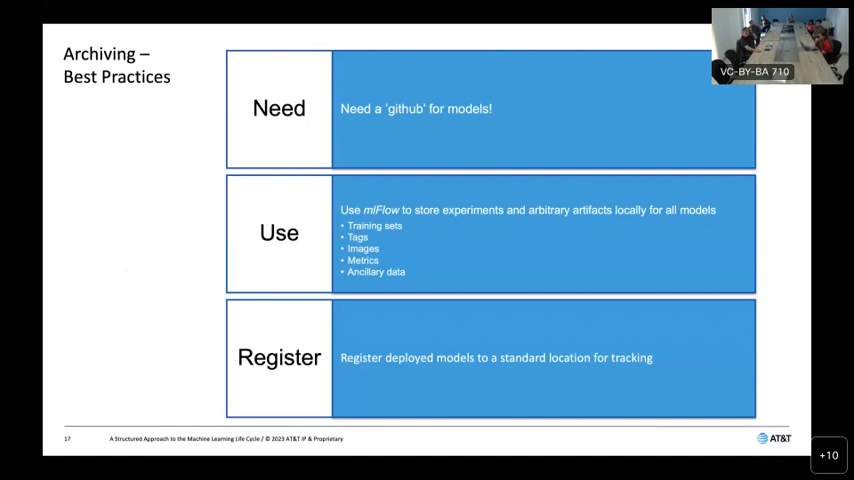 Archiving –
Best Practices
VC-BY-BA 710
Need
Need a 'github' for models!
Use
Use mlFlow to store experiments and arbitrary artifacts locally for all models
• Training sets
• Tags
• Images
• Metrics
• Ancillary data
Register
Register deployed models to a standard location for tracking
17
A Structured Approach to the Machine Learning Life Cycle / © 2023 AT&T IP & Proprietary
AT&T
+10